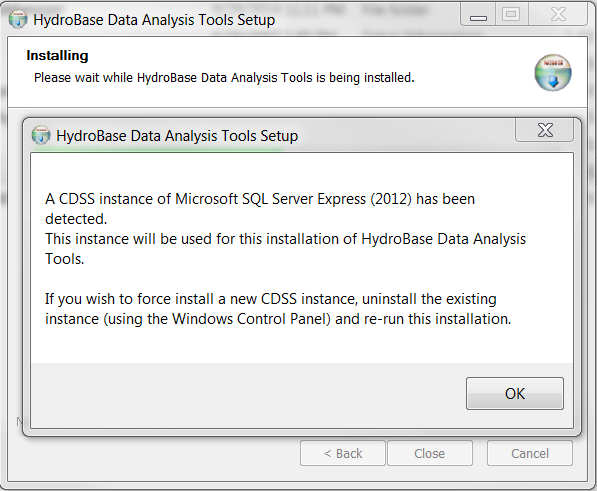 HydroBase Data Analysis Tools Setup
Installing
Please wait while HydroBase Data Analysis Tools is being installed.
HydroBase Data Analysis Tools Setup
A CDSS instance of Microsoft SQL Server Express (2012) has been
detected.
This instance will be used for this installation of HydroBase Data Analysis
Tools.
If you wish to force install a new CDSS instance, uninstall the existing
instance (using the Windows Control Panel) and re-run this installation.
OK
< Back
Close
Cancel